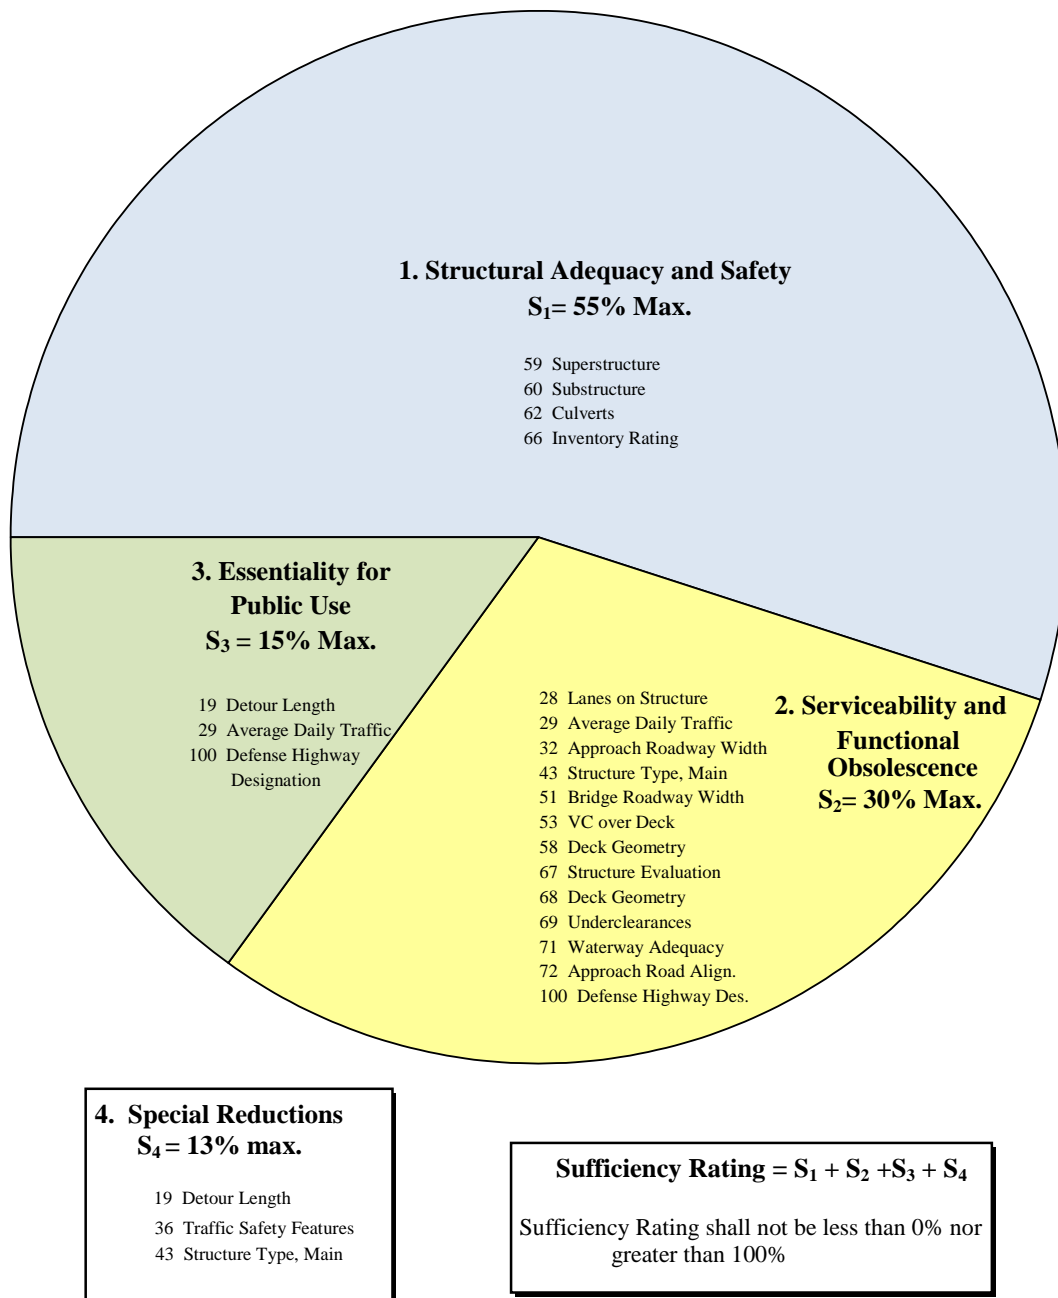 1. Structural Adequacy and Safety
S₁= 55% Max.
59 Superstructure
60 Substructure
62 Culverts
66 Inventory Rating
3. Essentiality for
Public Use
S₃ = 15% Max.
19 Detour Length
29 Average Daily Traffic
100 Defense Highway
Designation
28 Lanes on Structure
29 Average Daily Traffic
32 Approach Roadway Width
43 Structure Type, Main
51 Bridge Roadway Width
53 VC over Deck
58 Deck Geometry
67 Structure Evaluation
68 Deck Geometry
69 Underclearances
71 Waterway Adequacy
72 Approach Road Align.
100 Defense Highway Des.
2. Serviceability and
Functional
Obsolescence
S₂= 30% Max.
4. Special Reductions
S₄ = 13% max.
19 Detour Length
36 Traffic Safety Features
43 Structure Type, Main
Sufficiency Rating = S₁ + S₂ +S₃ + S₄
Sufficiency Rating shall not be less than 0% nor
greater than 100%